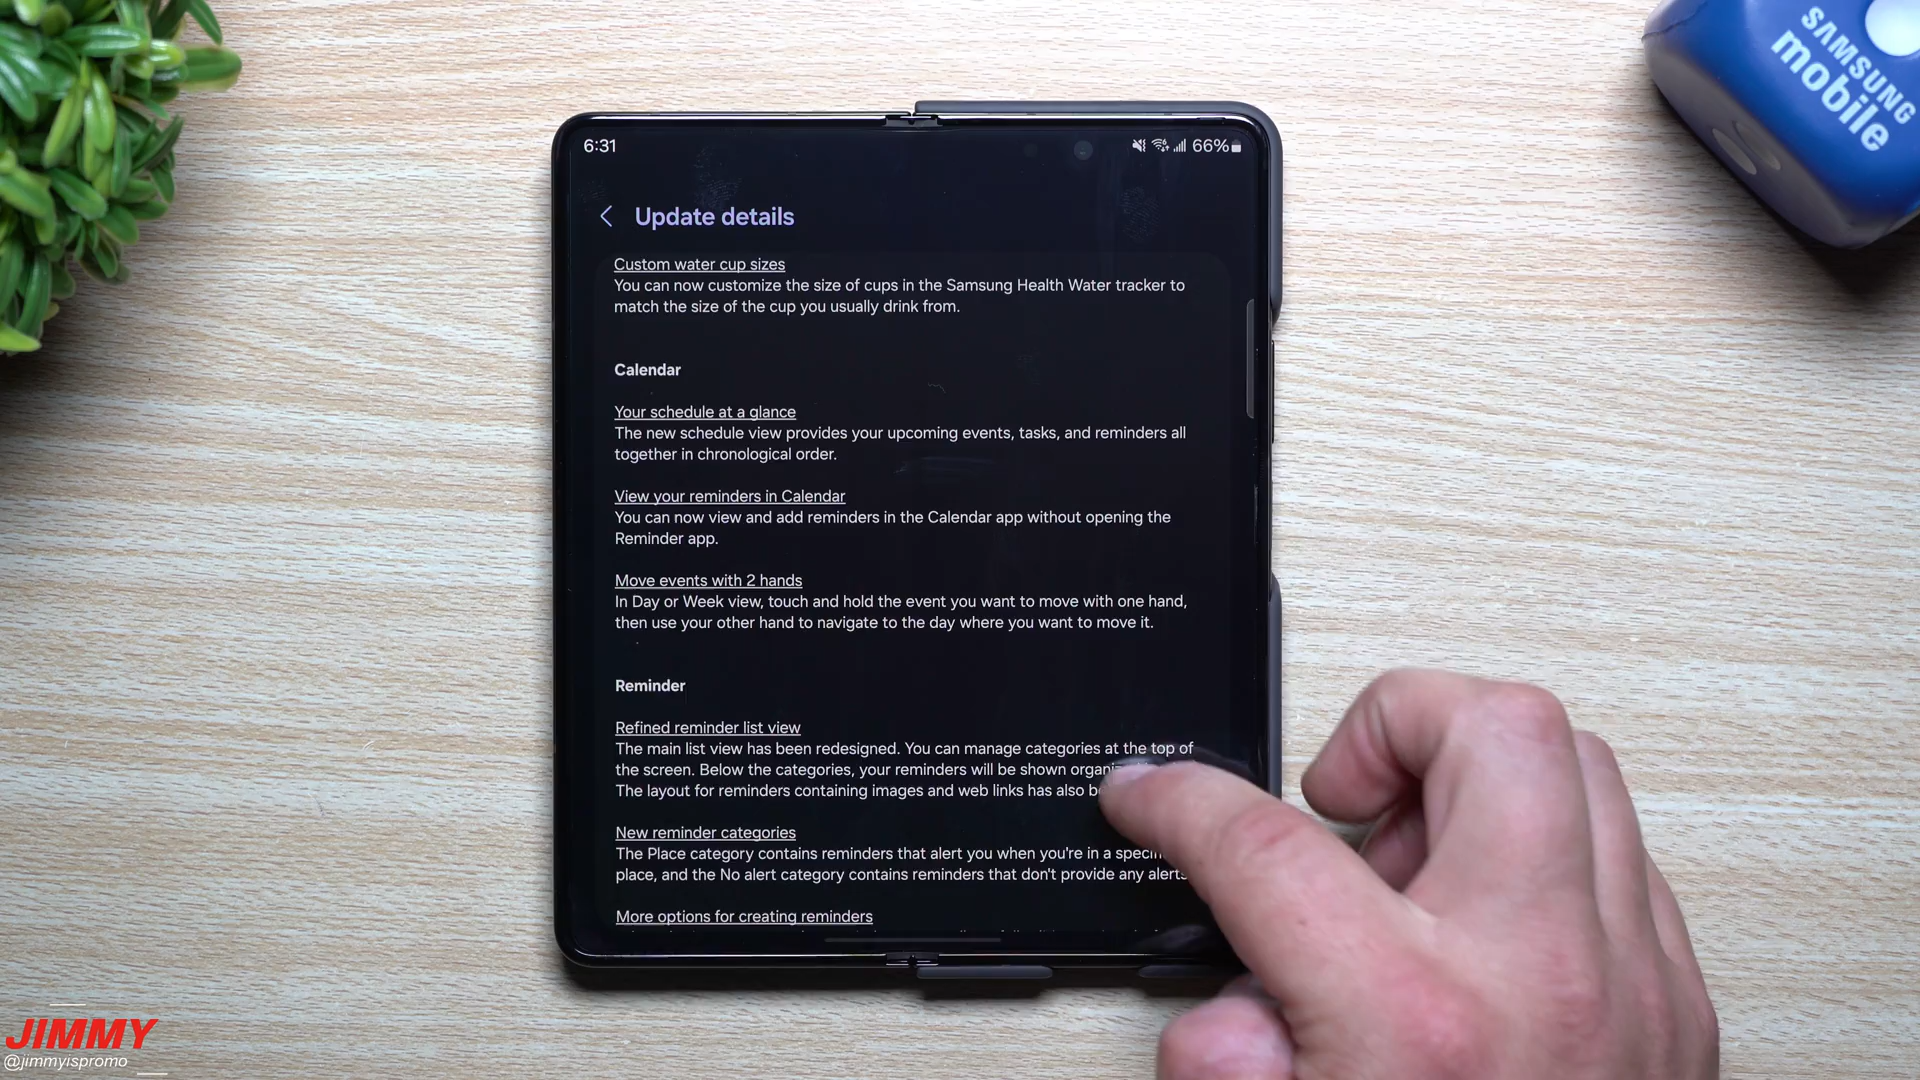 SAMSUNG
mobile
6:31
66%
Update details
Custom water cup sizes
You can now customize the size of cups in the Samsung Health Water tracker to
match the size of the cup you usually drink from.
Calendar
Your schedule at a glance
The new schedule view provides your upcoming events, tasks, and reminders all
together in chronological order.
View your reminders in Calendar
You can now view and add reminders in the Calendar app without opening the
Reminder app.
Move events with 2 hands
In Day or Week view, touch and hold the event you want to move with one hand,
then use your other hand to navigate to the day where you want to move it.
Reminder
Refined reminder list view
The main list view has been redesigned. You can manage categories at the top of
the screen. Below the categories, your reminders will be shown
The layout for reminders containing images and web links has also
New reminder categories
The Place category contains reminders that alert you when you're in a
place, and the No alert category contains reminders that don't provide any alerts
More options for creating reminders
JIMMY
@jimmyispromo